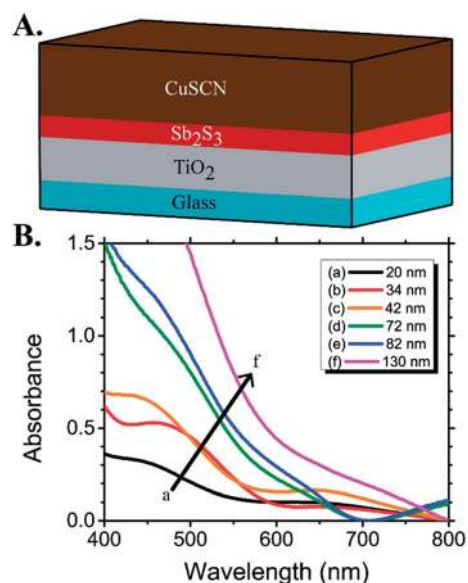 A.
CuSCN
Sb₂S₃
TiO₂
Glass
B.
1.5
1.0
0.5
0.0
Absorbance
400 500 600 700 800
Wavelength (nm)
(a) 20 nm
(b) 34 nm
(c) 42 nm
(d) 72 nm
(e) 82 nm
(f) 130 nm
f
a